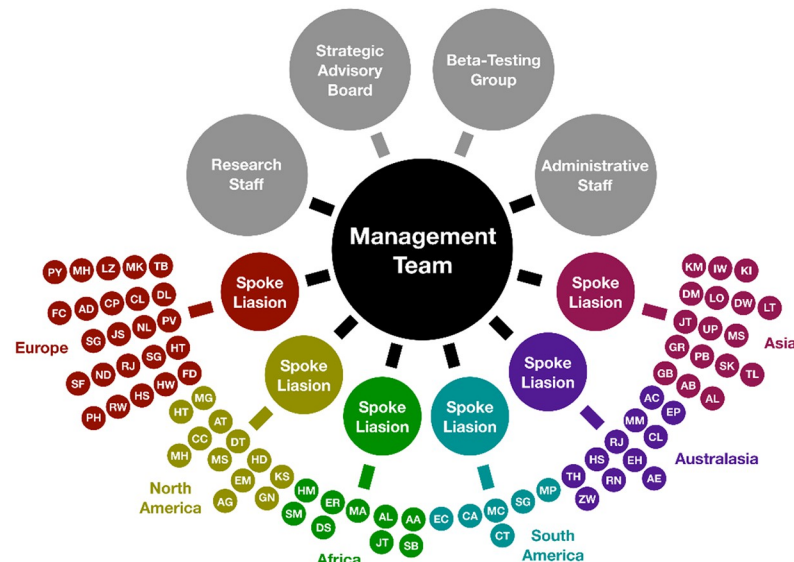 Strategic
Advisory
Board
Beta-Testing
Group
Research
Staff
Administrative
Staff
Management
Team
Spoke
Liasion
Spoke
Liasion
Spoke
Liasion
Spoke
Liasion
Spoke
Liasion
Spoke
Liasion
PY MH LZ MK TB
FC AD CP CL DL
SG JS NL PV
Europe
SF ND RJ SG HT
PH RW HS HW FD
HT MG
CC AT
MH MS DT
EM HD
AG GN KS
North
America
HM
SM ER
DS MA
AL AA
JT SB
Africa
EC CA MC SG MP
CT
South
America
AC EP
MM CL
RJ EH AE
HS RN
TH ZW
Australasia
KM IW KI
DM LO DW LT
JT UP MS
Asia
GR PB SK TL
GB AB AL